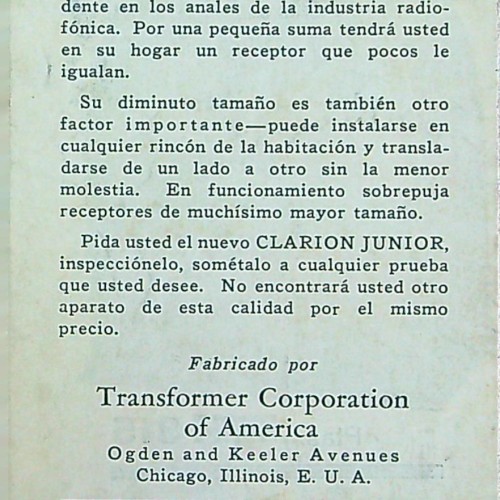 dente en los anales de la industria radio-
fónica. Por una pequeña suma tendrá usted
en su hogar un receptor que pocos le
igualan.
Su diminuto tamaño es también otro
factor importante—puede instalarse en
cualquier rincón de la habitación y transla-
darse de un lado a otro sin la menor
molestia. En funcionamiento sobrepuja
receptores de muchísimo mayor tamaño.
Pida usted el nuevo CLARION JUNIOR,
inspecciónelo, sométalo a cualquier prueba
que usted desee. No encontrará usted otro
aparato de esta calidad por el mismo
precio.
Fabricado por
Transformer Corporation
of America
Ogden and Keeler Avenues
Chicago, Illinois, E. U. A.